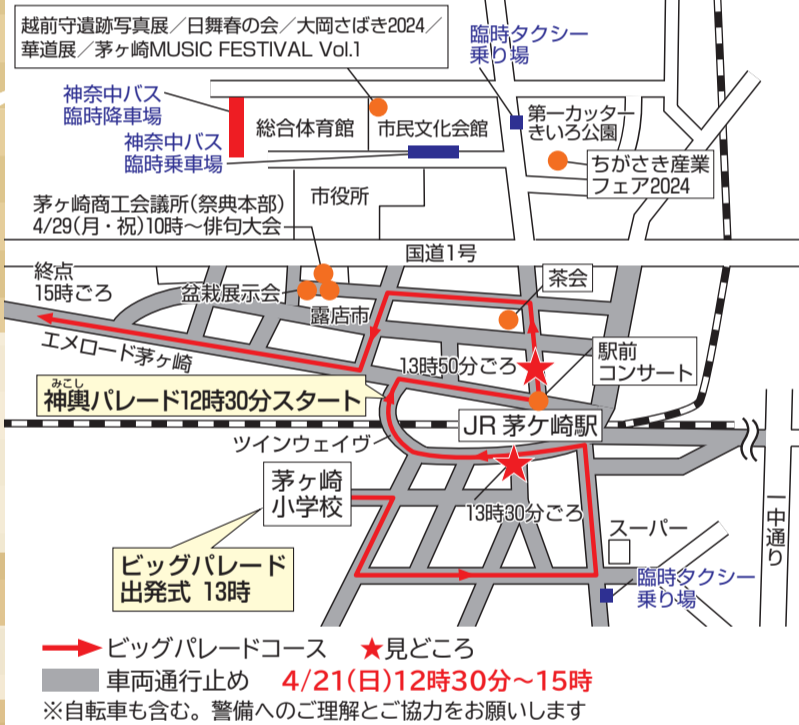 越前守遺跡写真展／日舞春の会／大岡さばき2024／
華道展／茅ヶ崎MUSIC FESTIVAL Vol.1
臨時タクシー
乗り場
神奈中バス
臨時降車場
神奈中バス
臨時乗車場
総合体育館
市民文化会館
第一カッター
きいろ公園
ちがさき産業
フェア2024
市役所
茅ヶ崎商工会議所(祭典本部)
4/29(月・祝)10時～俳句大会
国道1号
終点
15時ごろ
盆栽展示会
露店市
茶会
エメロード茅ヶ崎
13時50分ごろ
駅前
コンサート
みこし
神輿パレード12時30分スタート
JR 茅ケ崎駅
ツインウェイヴ
茅ヶ崎
小学校
13時30分ごろ
スーパー
一中通り
ビッグパレード
出発式 13時
臨時タクシー
乗り場
ビッグパレードコース ★見どころ
車両通行止め 4/21(日)12時30分～15時
※自転車も含む。警備へのご理解とご協力をお願いします